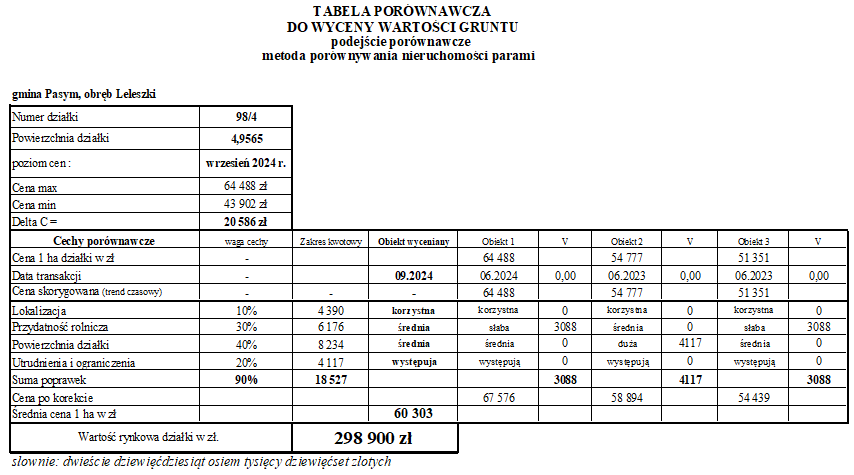 TABELA PORÓWNAWCZA
DO WYCENY WARTOŚCI GRUNTU
podejście porównawcze
metoda porównywania nieruchomości parami
gmina Pasym, obręb Leleszki
Numer działki 98/4
Powierzchnia działki 4,9565
poziom cen : wrzesień 2024 r.
Cena max 64 488 zł
Cena min 43 902 zł
Delta C = 20 586 zł
Cechy porównawcze waga cechy Zakres kwotowy Obiekt wyceniany Obiekt 1 V Obiekt 2 V Obiekt 3 V
Cena 1 ha działki w zł - 64 488 54 777 51 351
Data transakcji - 09.2024 06.2024 0,00 06.2023 0,00 06.2023 0,00
Cena skorygowana (trend czasowy) - - - 64 488 54 777 51 351
Lokalizacja 10% 4 390 korzystna korzystna 0 korzystna 0 korzystna 0
Przydatność rolnicza 30% 6 176 średnia słaba 3088 średnia 0 słaba 3088
Powierzchnia działki 40% 8 234 średnia średnia 0 duża 4117 średnia 0
Utrudnienia i ograniczenia 20% 4 117 występuja występują 0 występują 0 występują 0
Suma poprawek 90% 18 527 3088 4117 3088
Cena po korekcie 67 576 58 894 54 439
Średnia cena 1 ha w zł 60 303
Wartość rynkowa działki w zł. 298 900 zł
słownie: dwieście dziewięćdziesiąt osiem tysięcy dziewięćset złotych